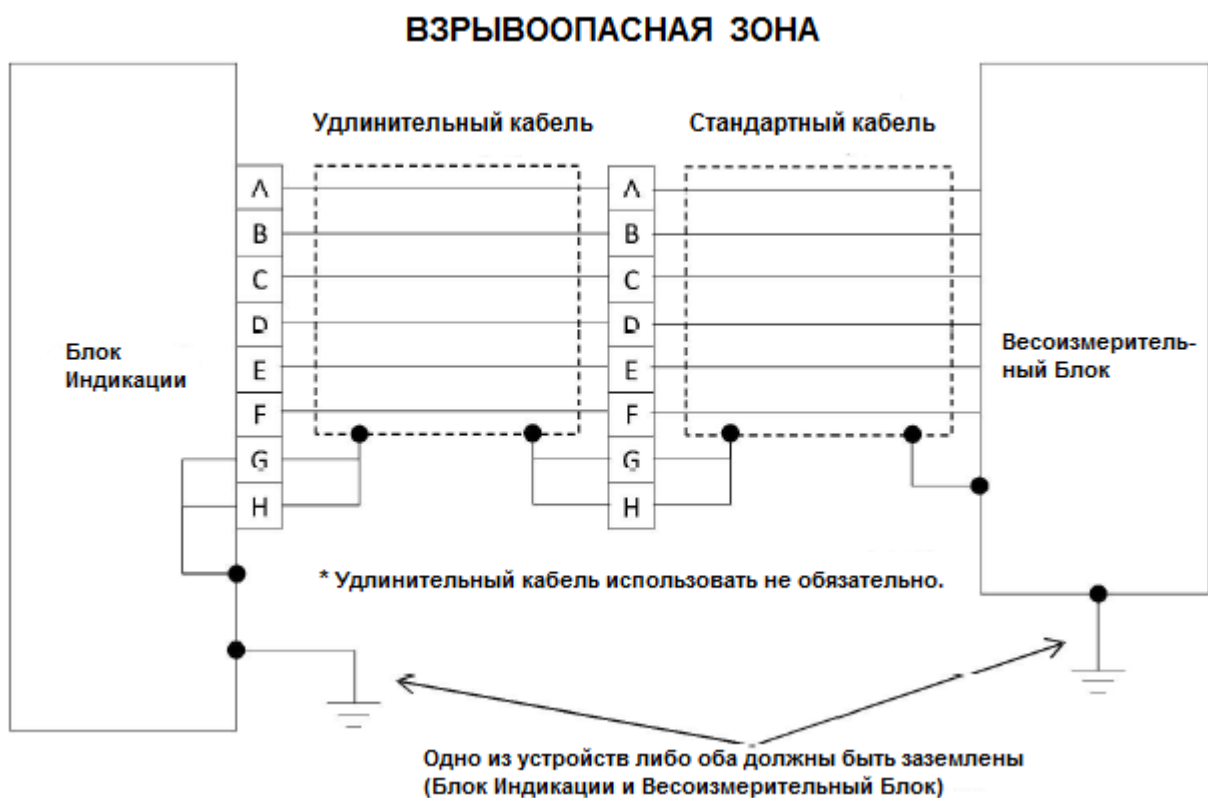 ВЗРЫВООПАСНАЯ ЗОНА
Удлинительный кабель
Стандартный кабель
A
B
C
D
E
F
G
H
A
B
C
D
E
F
G
H
Блок
Индикации
Весоизмеритель-
ный Блок
* Удлинительный кабель использовать не обязательно.
Одно из устройств либо оба должны быть заземлены
(Блок Индикации и Весоизмерительный Блок)